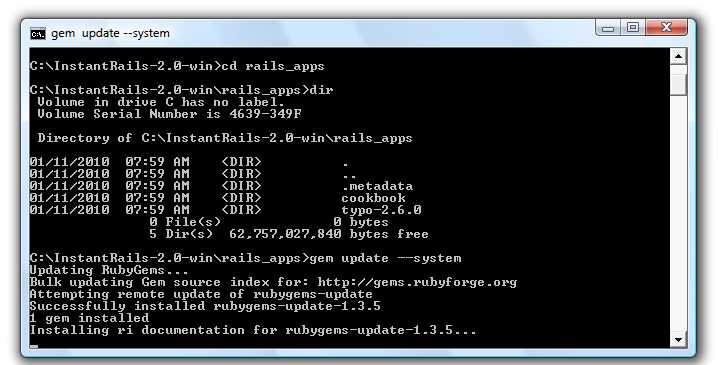 gem  update --system
C:\InstantRails-2.0-win>cd rails_apps
C:\InstantRails-2.0-win\rails_apps>dir
 Volume in drive C has no label.
 Volume Serial Number is 4639-349F
 Directory of C:\InstantRails-2.0-win\rails_apps
01/11/2010  07:59 AM    <DIR>          .
01/11/2010  07:59 AM    <DIR>          ..
01/11/2010  07:59 AM    <DIR>          .metadata
01/11/2010  07:59 AM    <DIR>          cookbook
01/11/2010  07:59 AM    <DIR>          typo-2.6.0
               0 File(s)              0 bytes
               5 Dir(s)  62,757,027,840 bytes free
C:\InstantRails-2.0-win\rails_apps>gem update --system
Updating RubyGems...
Bulk updating Gem source index for: http://gems.rubyforge.org
Attempting remote update of rubygems-update
Successfully installed rubygems-update-1.3.5
1 gem installed
Installing ri documentation for rubygems-update-1.3.5...